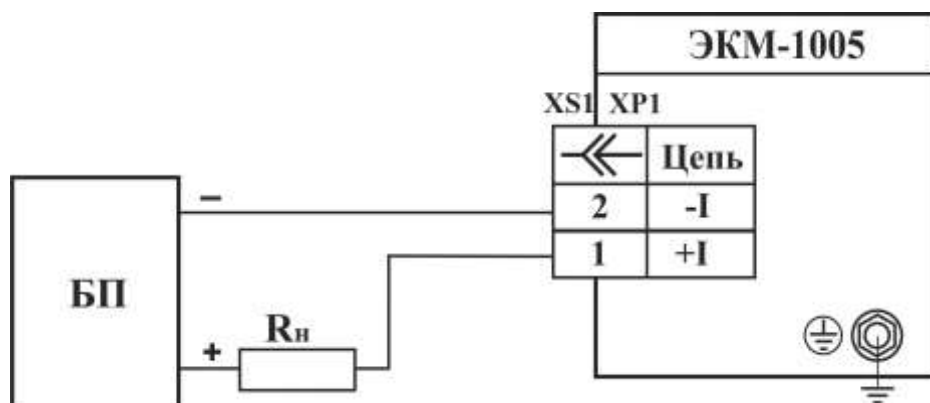 ЭКМ-1005
XS1 XP1
Цепь
2 -I
1 +I
БП
−
+
Rн